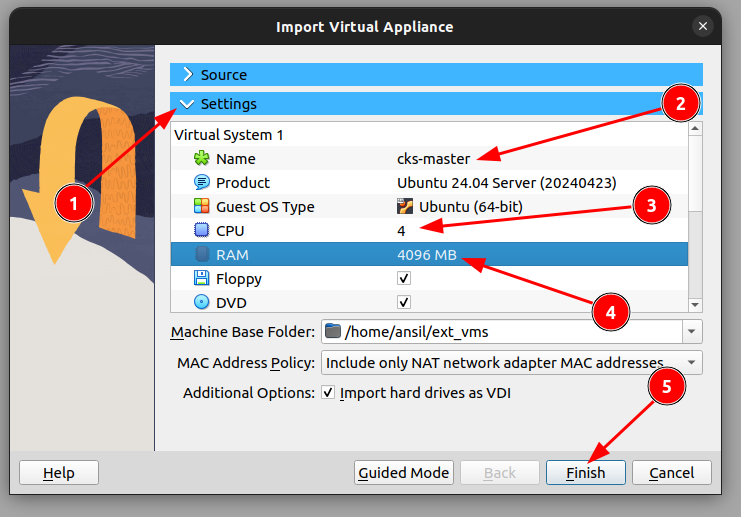 Import Virtual Appliance
Source
Settings
2
Virtual System 1
Name cks-master
Product Ubuntu 24.04 Server (20240423)
1
Guest OS Type Ubuntu (64-bit)
3
CPU 4
RAM 4096 MB
Floppy
DVD
4
Machine Base Folder: /home/ansil/ext_vms
MAC Address Policy: Include only NAT network adapter MAC addresses
Additional Options: Import hard drives as VDI
5
Help Guided Mode Back Finish Cancel